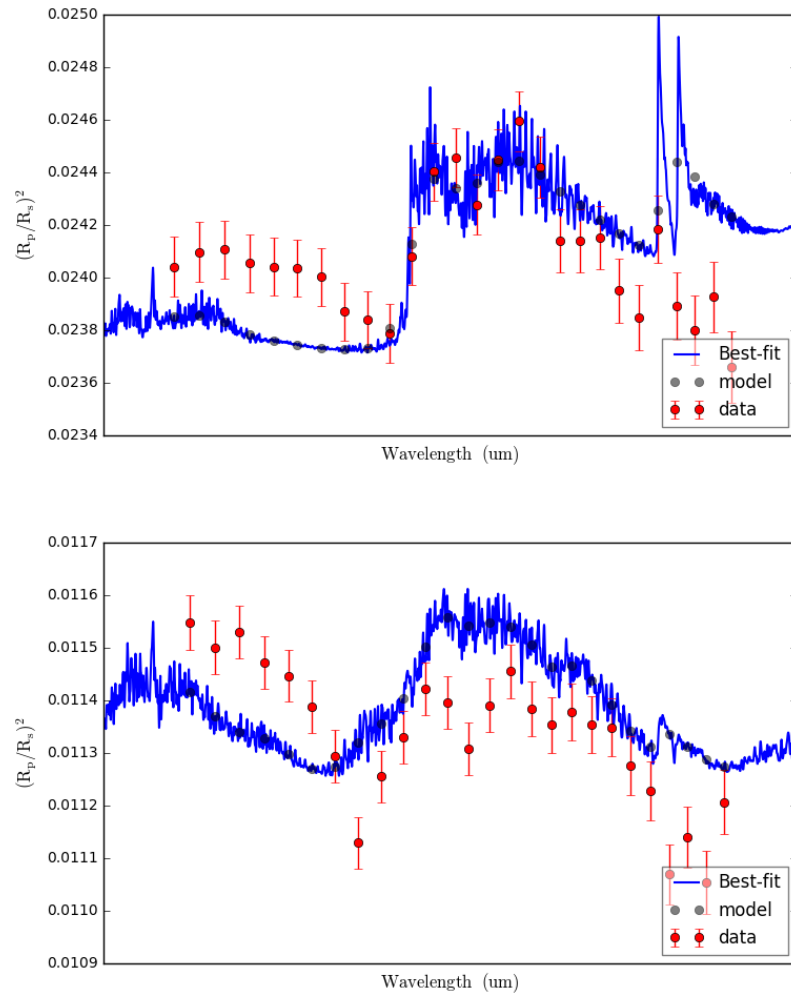 0.0250
0.0248
0.0246
0.0244
0.0242
0.0240
0.0238
0.0236
0.0234
(Rp/Rs)²
Wavelength (um)
Best-fit
model
data
0.0117
0.0116
0.0115
0.0114
0.0113
0.0112
0.0111
0.0110
0.0109
(Rp/Rs)²
Wavelength (um)
Best-fit
model
data